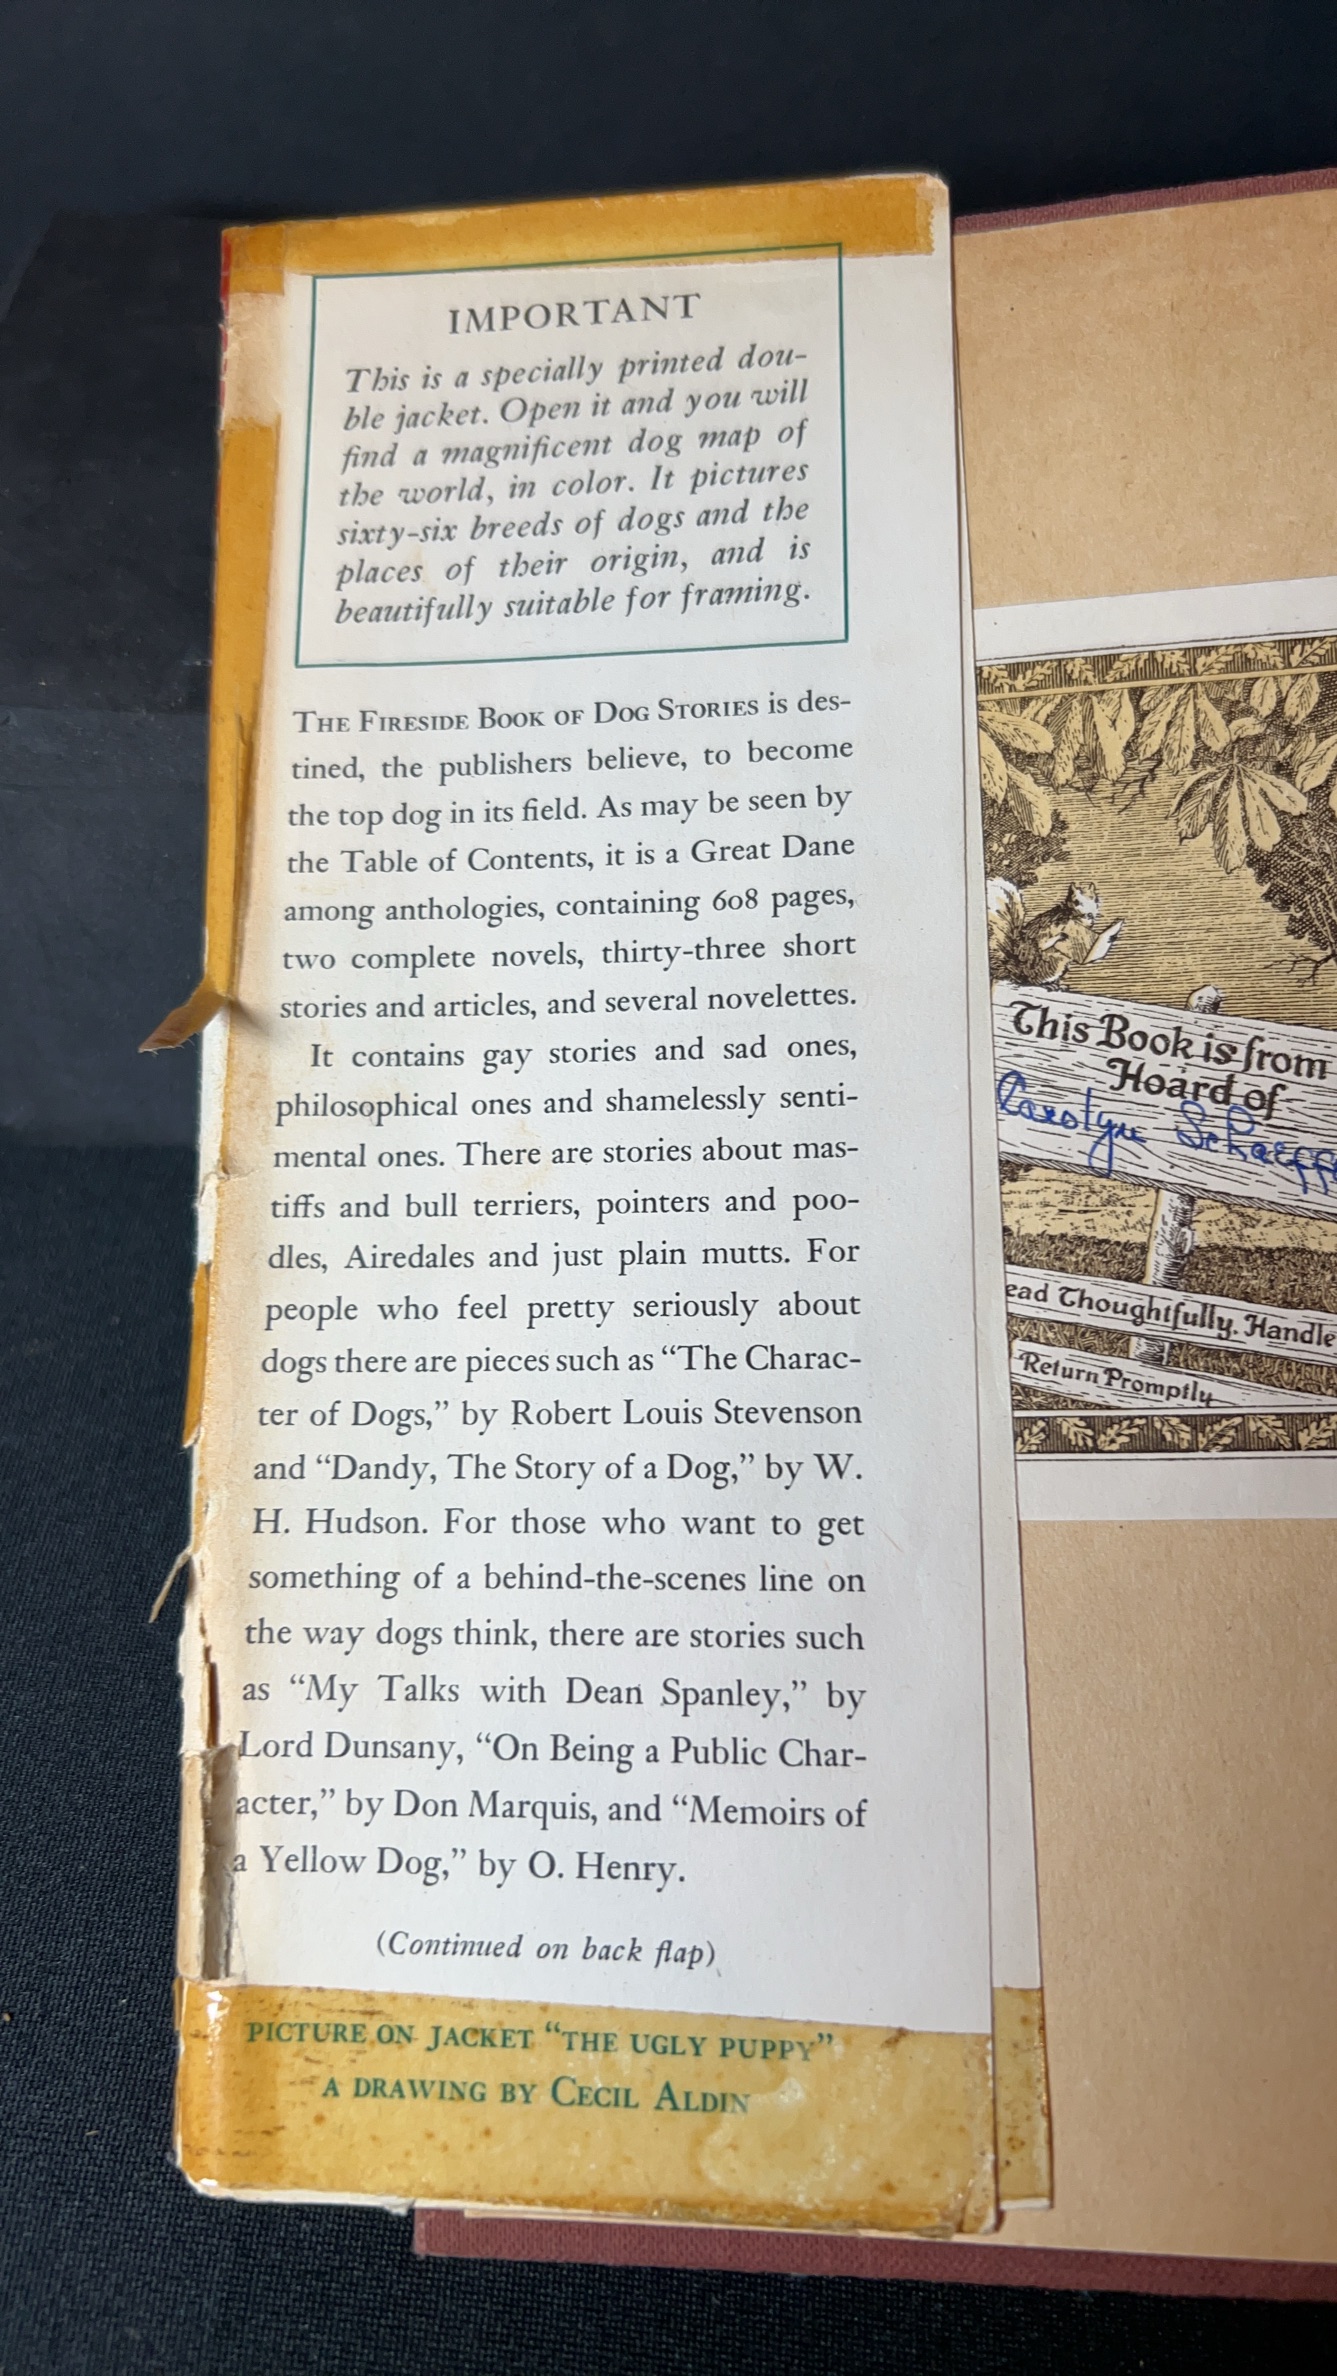 IMPORTANT
This is a specially printed dou-
ble jacket. Open it and you will
find a magnificent dog map of
the world, in color. It pictures
sixty-six breeds of dogs and the
places of their origin, and is
beautifully suitable for framing.
THE FIRESIDE BOOK OF DOG STORIES is des-
tined, the publishers believe, to become
the top dog in its field. As may be seen by
the Table of Contents, it is a Great Dane
among anthologies, containing 608 pages,
two complete novels, thirty-three short
stories and articles, and several novelettes.
It contains gay stories and sad ones,
philosophical ones and shamelessly senti-
mental ones. There are stories about mas-
tiffs and bull terriers, pointers and poo-
dles, Airedales and just plain mutts. For
people who feel pretty seriously about
dogs there are pieces such as “The Charac-
ter of Dogs,” by Robert Louis Stevenson
and “Dandy, The Story of a Dog,” by W.
H. Hudson. For those who want to get
something of a behind-the-scenes line on
the way dogs think, there are stories such
as “My Talks with Dean Spanley,” by
Lord Dunsany, “On Being a Public Char-
acter,” by Don Marquis, and “Memoirs of
a Yellow Dog,” by O. Henry.
(Continued on back flap)
PICTURE ON JACKET “THE UGLY PUPPY”
A DRAWING BY CECIL ALDIN
This Book is from
Hoard of
Carolyn Schaeff
ead Thoughtfully. Handle
Return Promptly